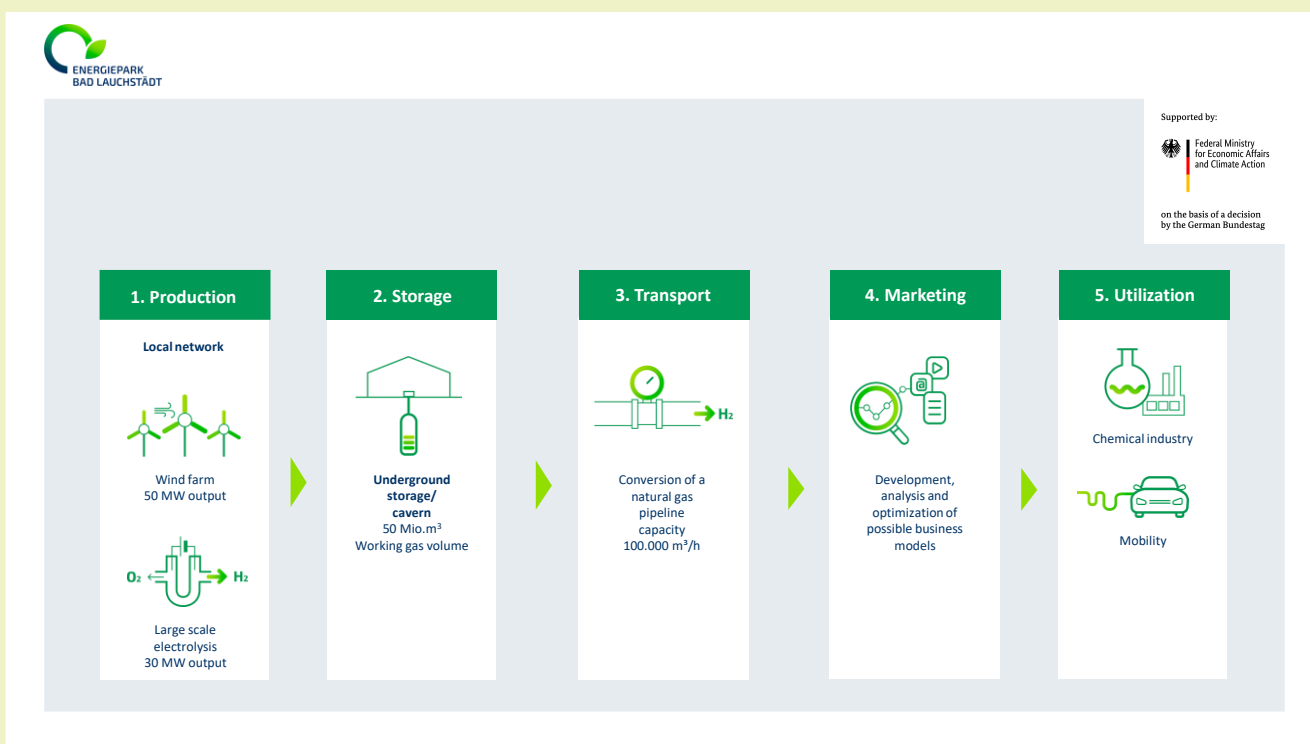 ENERGIEPARK
BAD LAUCHSTÄDT
Supported by:
Federal Ministry
for Economic Affairs
and Climate Action
on the basis of a decision
by the German Bundestag
1. Production
Local network
Wind farm
50 MW output
O₂
H₂
Large scale
electrolysis
30 MW output
2. Storage
Underground
storage/
cavern
50 Mio.m³
Working gas volume
3. Transport
H₂
Conversion of a
natural gas
pipeline
capacity
100.000 m³/h
4. Marketing
@
Development,
analysis and
optimization of
possible business
models
5. Utilization
Chemical industry
Mobility